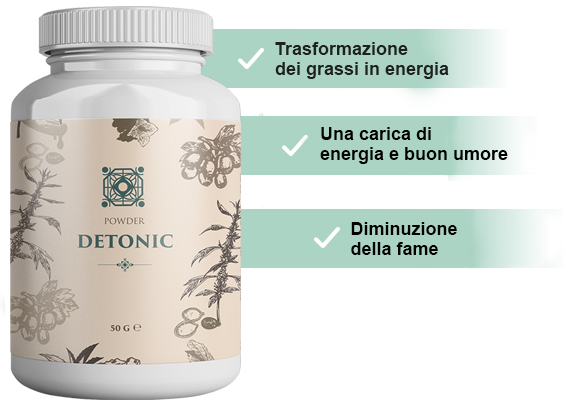 Trasformazione
dei grassi in energia
Una carica di
energia e buon umore
Diminuzione
della fame
POWDER
DETONIC
50 G ℮